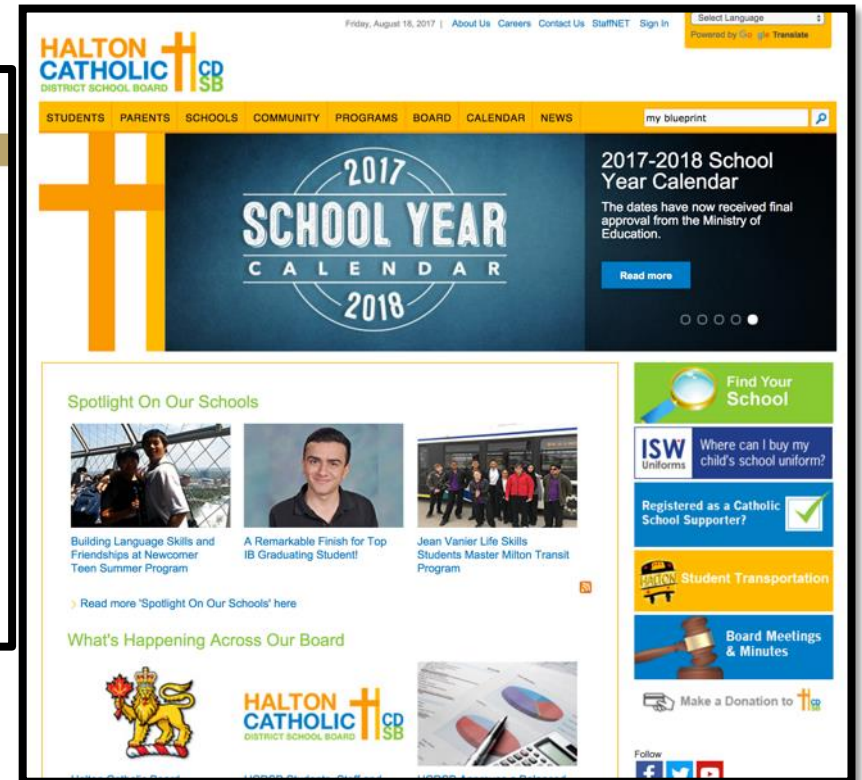 Friday, August 18, 2017 | About Us Careers Contact Us StaffNET Sign In
Select Language
Powered by Google Translate
HALTON
CATHOLIC CD
DISTRICT SCHOOL BOARD SB
STUDENTS PARENTS SCHOOLS COMMUNITY PROGRAMS BOARD CALENDAR NEWS
my blueprint
2017
SCHOOL YEAR
CALENDAR
2018
2017-2018 School
Year Calendar
The dates have now received final
approval from the Ministry of
Education.
Read more
Spotlight On Our Schools
Building Language Skills and
Friendships at Newcomer
Teen Summer Program
A Remarkable Finish for Top
IB Graduating Student!
Jean Vanier Life Skills
Students Master Milton Transit
Program
Read more 'Spotlight On Our Schools' here
What's Happening Across Our Board
HALTON
CATHOLIC CD
DISTRICT SCHOOL BOARD SB
Find Your
School
ISW
Uniforms
Where can I buy my
child's school uniform?
Registered as a Catholic
School Supporter?
HALTON
Student Transportation
Board Meetings
& Minutes
Make a Donation to CD
SB
Follow